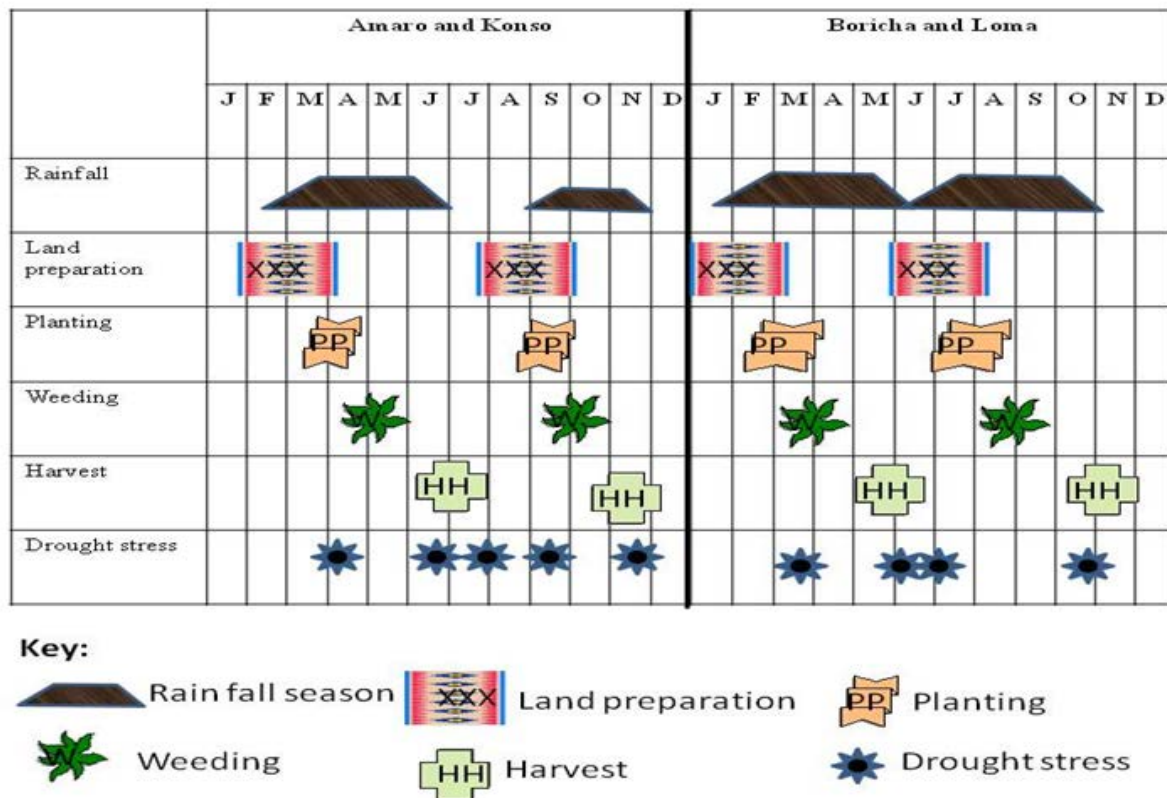 Amaro and Konso Boricha and Loma
J F M A M J J A S O N D J F M A M J J A S O N D
Rainfall
Land
preparation
XXX XXX XXX XXX
Planting
PP PP PP PP
Weeding
W W W W
Harvest
HH HH HH HH
Drought stress
Key:
Rain fall season XXX Land preparation PP Planting
W Weeding HH Harvest Drought stress